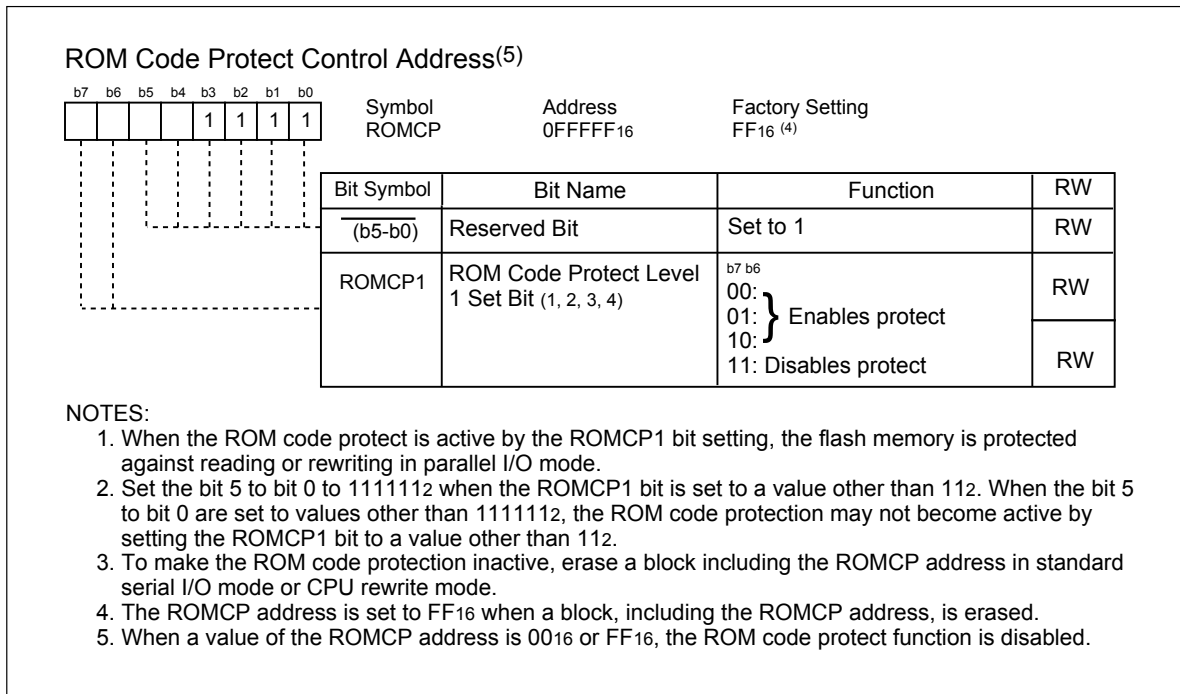 ROM Code Protect Control Address(5)
b7 b6 b5 b4 b3 b2 b1 b0
1 1 1 1
Symbol Address Factory Setting
ROMCP 0FFFFF16 FF16 (4)
Bit Symbol Bit Name Function RW
(b5-b0) Reserved Bit Set to 1 RW
ROMCP1 ROM Code Protect Level
1 Set Bit (1, 2, 3, 4)
b7 b6
00:
01: } Enables protect
10:
11: Disables protect
RW
RW
NOTES:
1. When the ROM code protect is active by the ROMCP1 bit setting, the flash memory is protected
against reading or rewriting in parallel I/O mode.
2. Set the bit 5 to bit 0 to 1111112 when the ROMCP1 bit is set to a value other than 112. When the bit 5
to bit 0 are set to values other than 1111112, the ROM code protection may not become active by
setting the ROMCP1 bit to a value other than 112.
3. To make the ROM code protection inactive, erase a block including the ROMCP address in standard
serial I/O mode or CPU rewrite mode.
4. The ROMCP address is set to FF16 when a block, including the ROMCP address, is erased.
5. When a value of the ROMCP address is 0016 or FF16, the ROM code protect function is disabled.